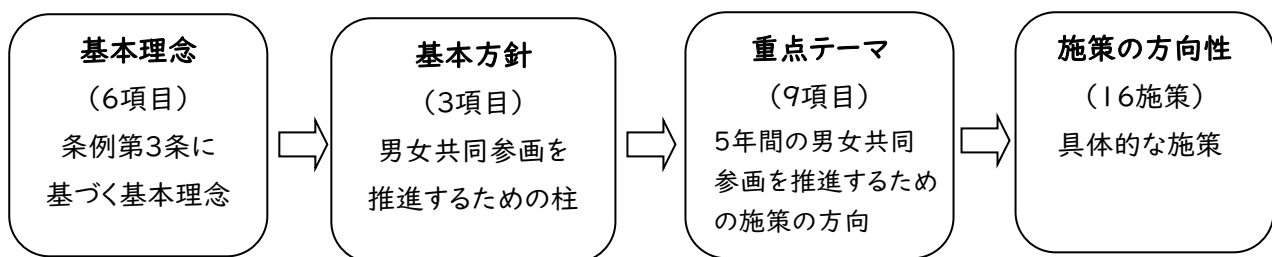 基本理念
（6項目）
条例第3条に
基づく基本理念
基本方針
（3項目）
男女共同参画を
推進するための柱
重点テーマ
（9項目）
5年間の男女共同
参画を推進するため
の施策の方向
施策の方向性
（16施策）
具体的な施策